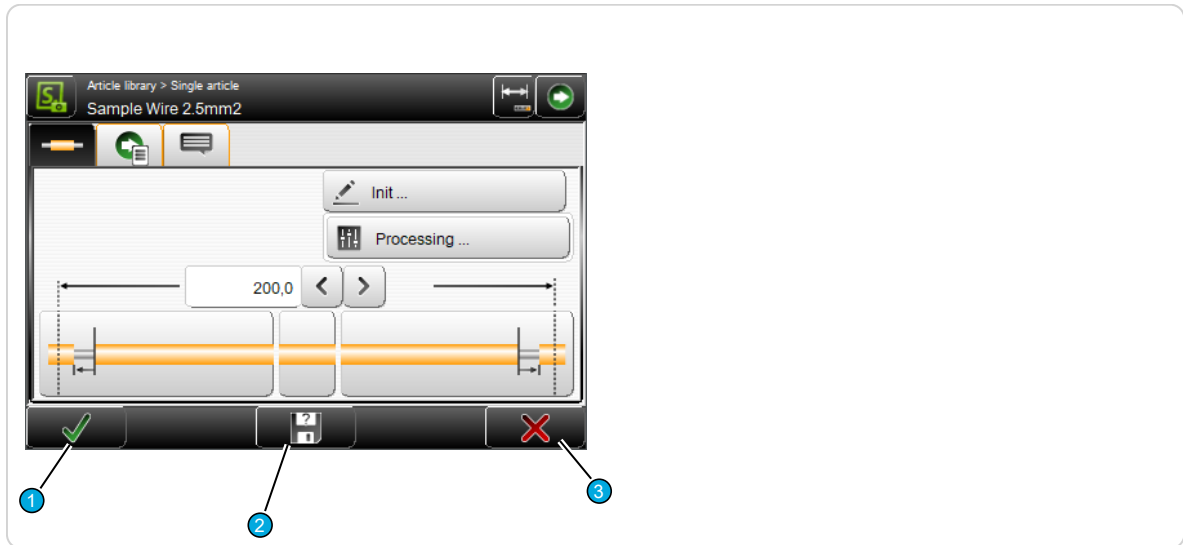 Article library > Single article
Sample Wire 2.5mm2
Init ...
Processing ...
200,0
1
2
3